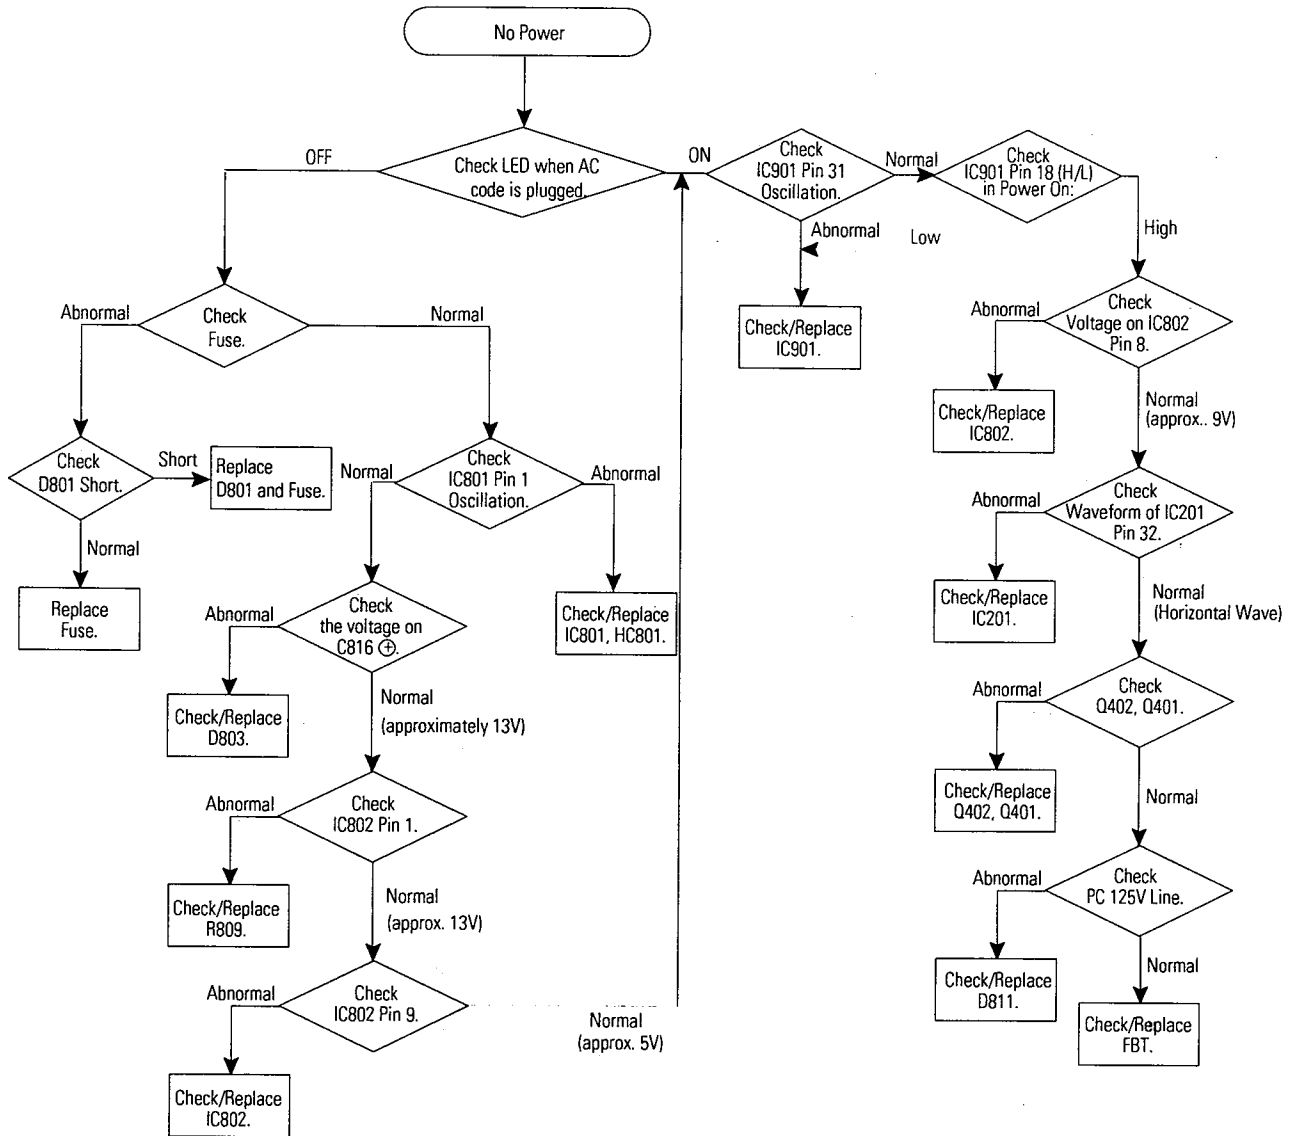 No Power
Check LED when AC
code is plugged.
OFF
ON
Check
IC901 Pin 31
Oscillation.
Normal
Check
IC901 Pin 18 (H/L)
in Power On:
Abnormal
Low
High
Check/Replace
IC901.
Check
Fuse.
Abnormal
Normal
Check
D801 Short.
Short
Replace
D801 and Fuse.
Normal
Replace
Fuse.
Check
IC801 Pin 1
Oscillation.
Normal
Abnormal
Check/Replace
IC801, HC801.
Check
the voltage on
C816 ⊕.
Abnormal
Check/Replace
D803.
Normal
(approximately 13V)
Check
IC802 Pin 1.
Abnormal
Check/Replace
R809.
Normal
(approx. 13V)
Check
IC802 Pin 9.
Abnormal
Check/Replace
IC802.
Normal
(approx. 5V)
Check
Voltage on IC802
Pin 8.
Abnormal
Check/Replace
IC802.
Normal
(approx.. 9V)
Check
Waveform of IC201
Pin 32.
Abnormal
Check/Replace
IC201.
Normal
(Horizontal Wave)
Check
Q402, Q401.
Abnormal
Check/Replace
Q402, Q401.
Normal
Check
PC 125V Line.
Abnormal
Check/Replace
D811.
Normal
Check/Replace
FBT.